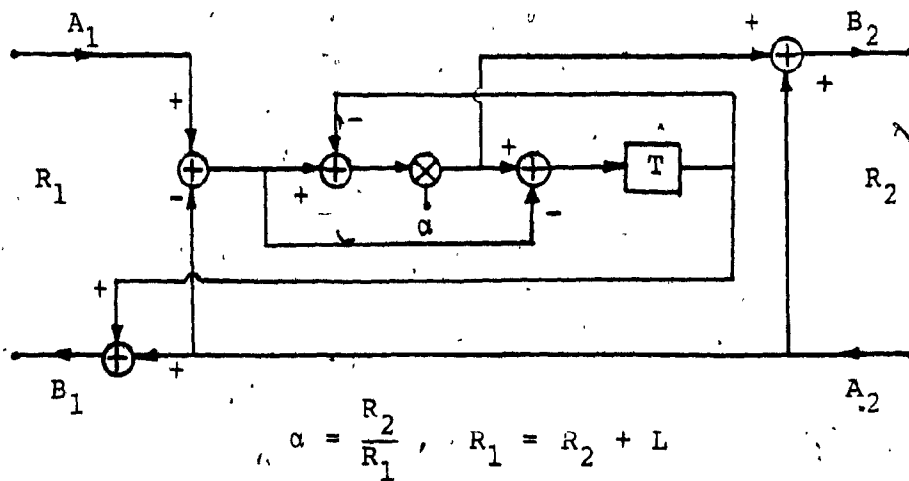 A₁ B₂
+ +
+
+ - + T
R₁ - + - R₂
α
+
+
B₁ A₂
α = R₂/R₁, R₁ = R₂ + L